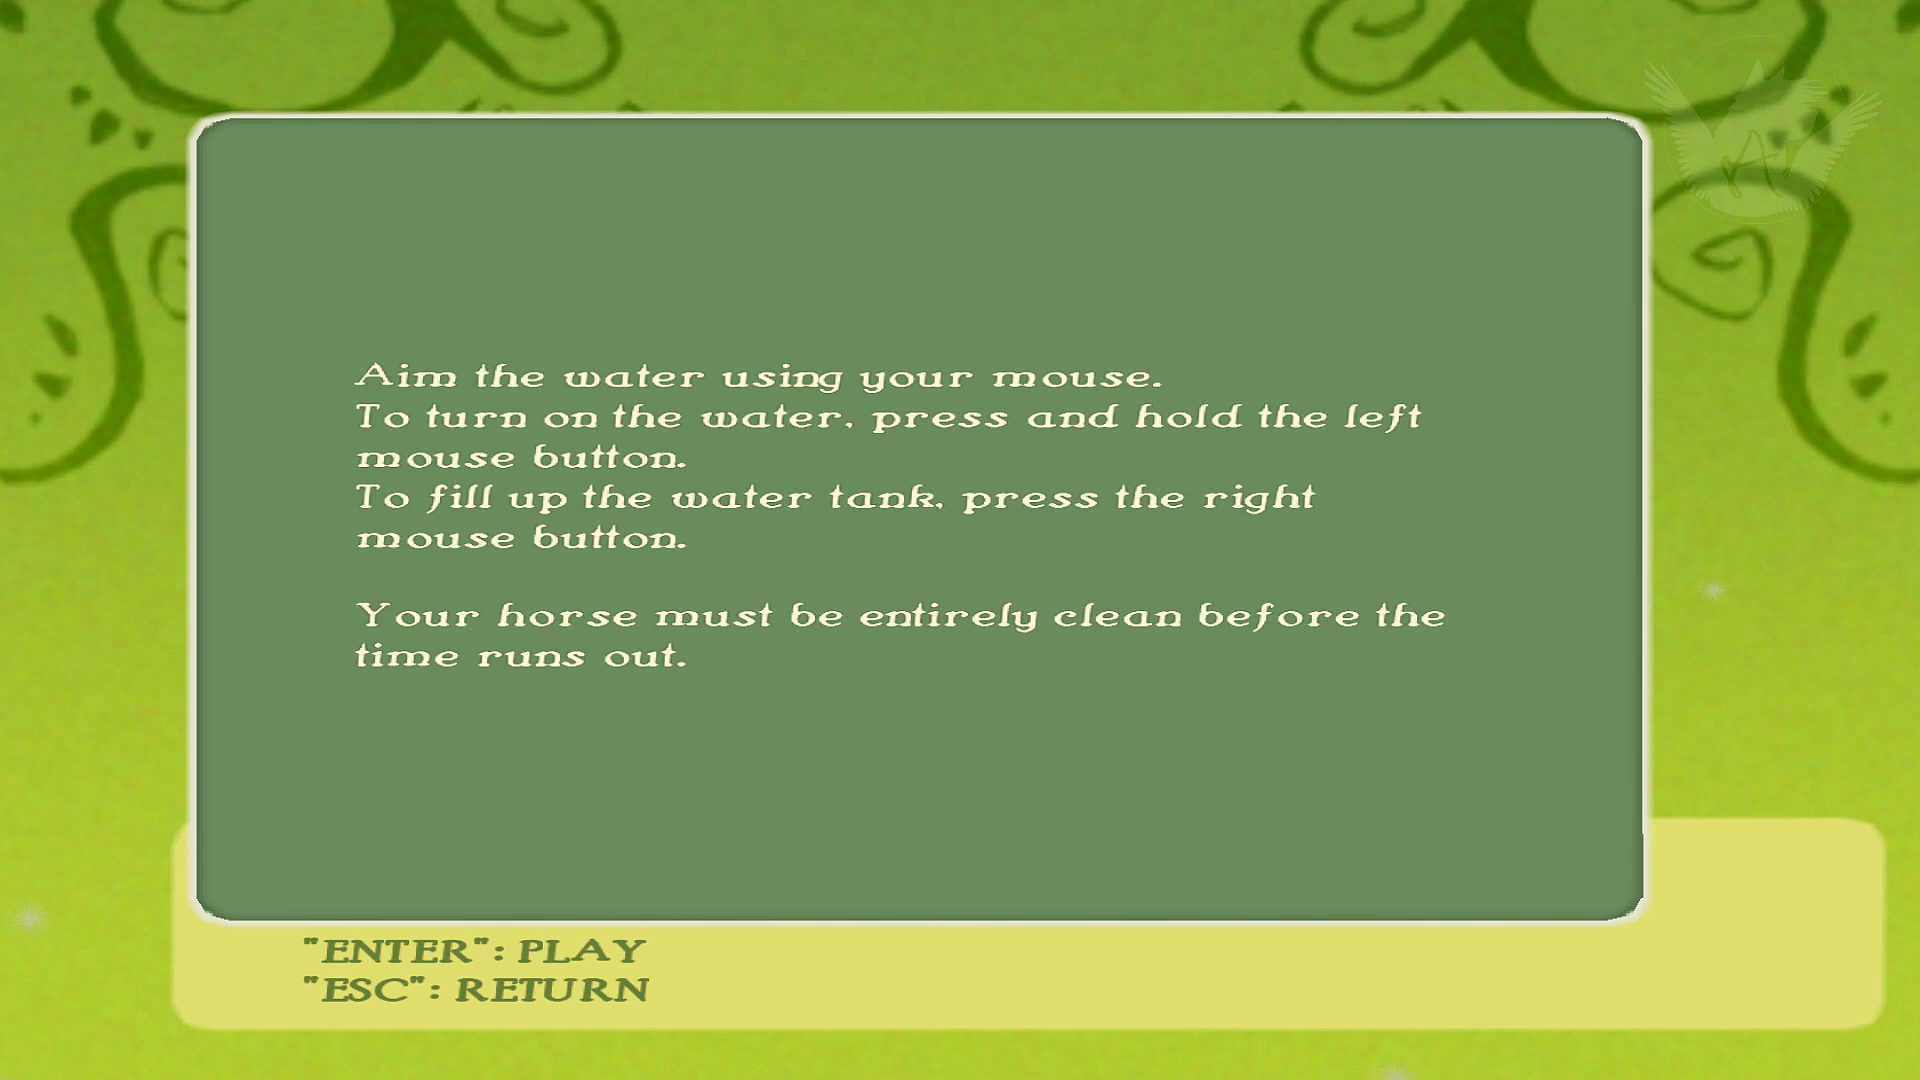 Aim the water using your mouse.
To turn on the water, press and hold the left
mouse button.
To fill up the water tank, press the right
mouse button.
Your horse must be entirely clean before the
time runs out.
"ENTER": PLAY
"ESC": RETURN